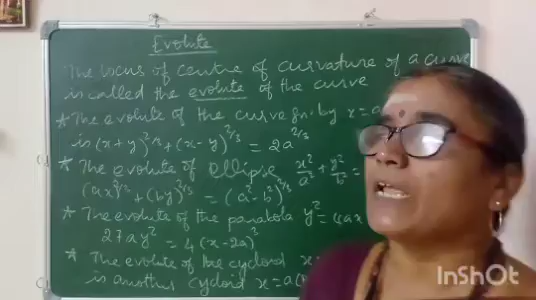 Evolute
The locus of centre of curvature of a curve
is called the evolute of the curve
* The evolute of the curve gn. by x = a
is (x+y)^2/3 + (x-y)^2/3 = 2a^2/3
* The evolute of ellipse x²/a² + y²/b² =
(ax)^2/3 + (by)^2/3 = (a²-b²)^2/3
* The evolute of the parabola y² = 4ax
27ay² = 4(x-2a)³
* The evolute of the cycloid x =
is another cycloid x = a(
InShOt